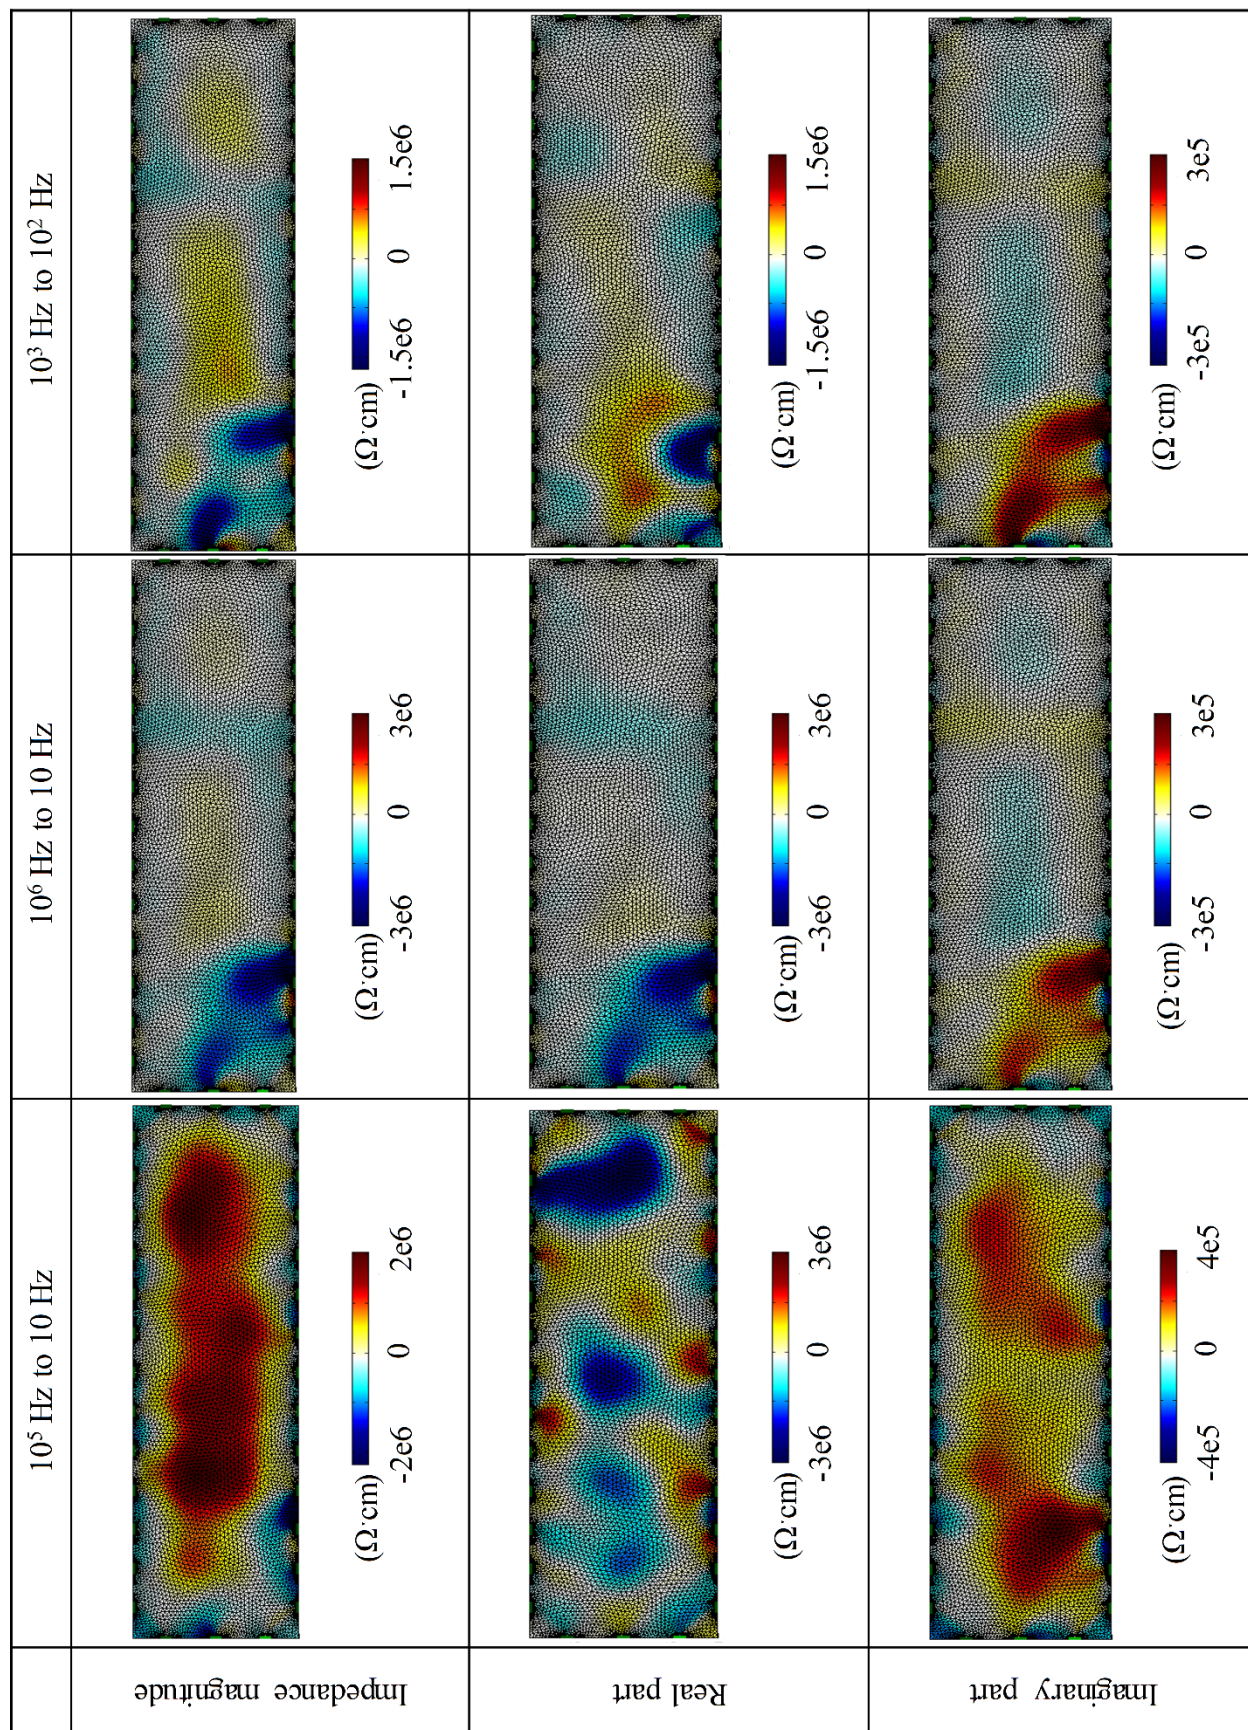 10⁵ Hz to 10 Hz
10⁶ Hz to 10 Hz
10³ Hz to 10² Hz
Impedance magnitude
(Ω·cm)
-2e6
0
2e6
(Ω·cm)
-3e6
0
3e6
(Ω·cm)
-1.5e6
0
1.5e6
Real part
(Ω·cm)
-3e6
0
3e6
(Ω·cm)
-3e6
0
3e6
(Ω·cm)
-1.5e6
0
1.5e6
Imaginary part
(Ω·cm)
-4e5
0
4e5
(Ω·cm)
-3e5
0
3e5
(Ω·cm)
-3e5
0
3e5